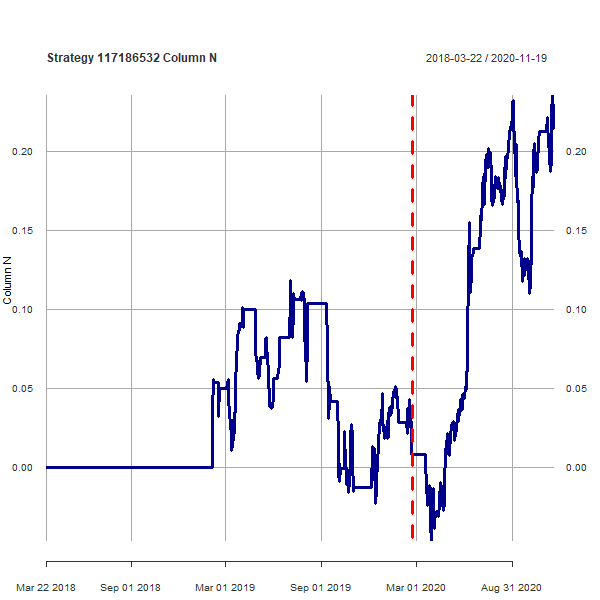 Strategy 117186532 Column N
2018-03-22 / 2020-11-19
Column N
0.20
0.15
0.10
0.05
0.00
0.20
0.15
0.10
0.05
0.00
Mar 22 2018
Sep 01 2018
Mar 01 2019
Sep 01 2019
Mar 01 2020
Aug 31 2020